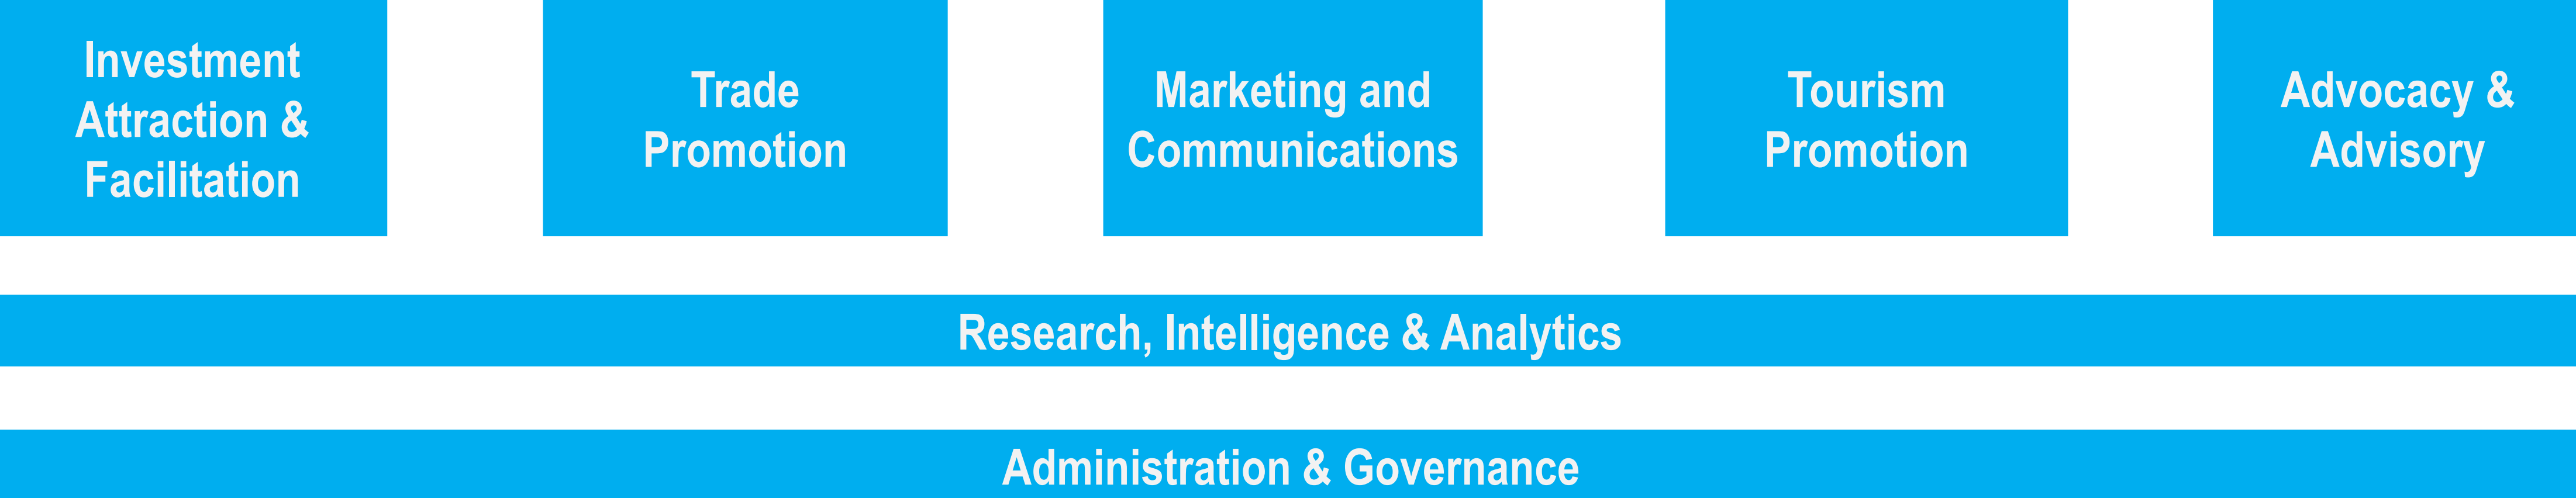 Investment
Attraction &
Facilitation
Trade
Promotion
Marketing and
Communications
Tourism
Promotion
Advocacy &
Advisory
Research, Intelligence & Analytics
Administration & Governance